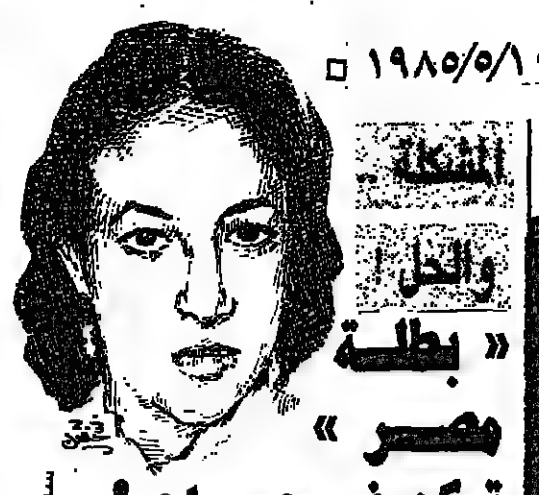 □ ١٩٨٥/٥/١
المشكلة ..
والحل !
« بطلة
مصر »